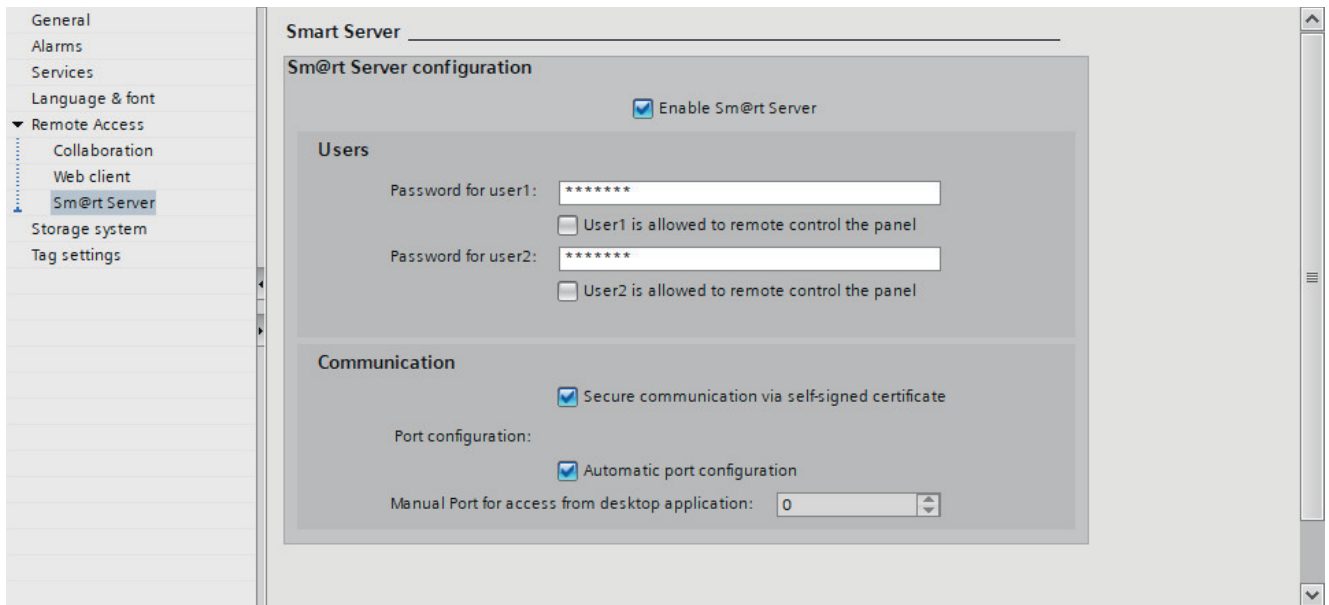 General
Alarms
Services
Language & font
Remote Access
Collaboration
Web client
Sm@rt Server
Storage system
Tag settings
Smart Server
Sm@rt Server configuration
Enable Sm@rt Server
Users
Password for user1: *******
User1 is allowed to remote control the panel
Password for user2: *******
User2 is allowed to remote control the panel
Communication
Secure communication via self-signed certificate
Port configuration:
Automatic port configuration
Manual Port for access from desktop application: 0